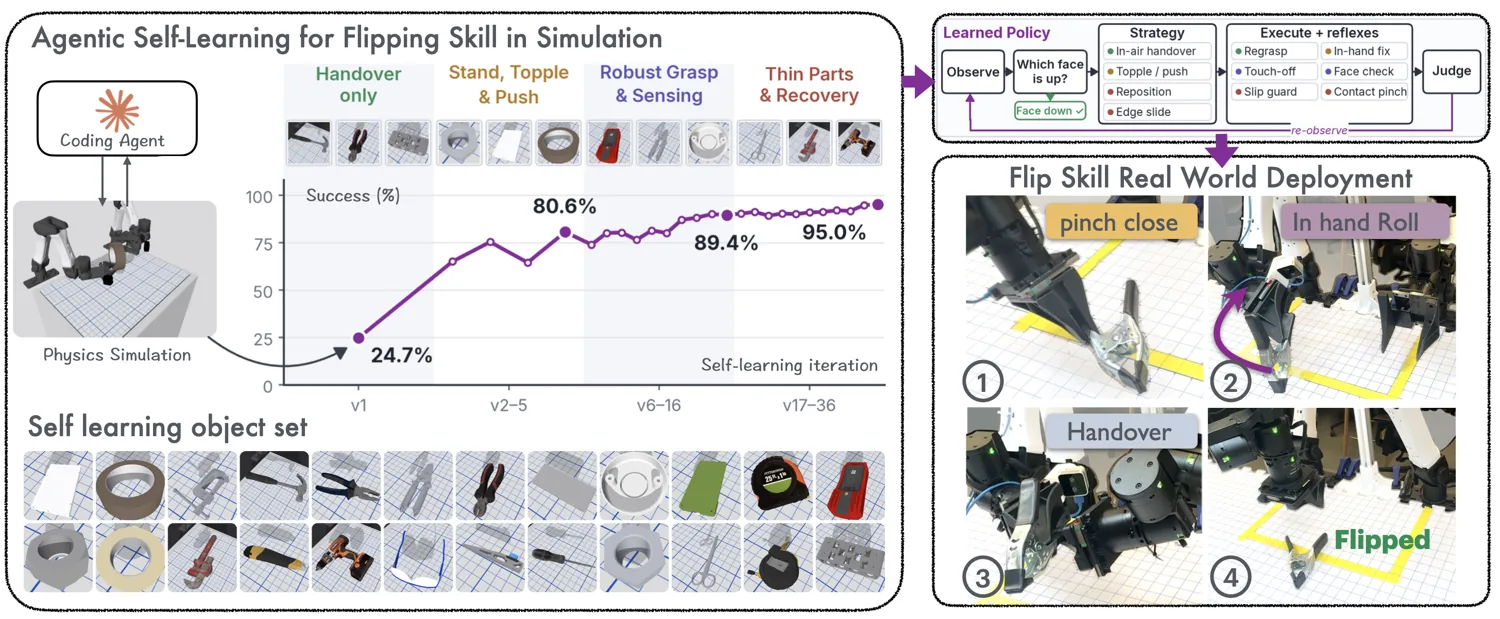 Agentic Self-Learning for Flipping Skill in Simulation
Coding Agent
Physics Simulation
Handover
only
Stand, Topple
& Push
Robust Grasp
& Sensing
Thin Parts
& Recovery
Success (%)
100
75
50
25
0
24.7%
80.6%
89.4%
95.0%
Self-learning iteration
v1
v2–5
v6–16
v17–36
Self learning object set
Learned Policy
Observe
Which face
is up?
Face down ✓
Strategy
In-air handover
Topple / push
Reposition
Edge slide
Execute + reflexes
Regrasp
In-hand fix
Touch-off
Face check
Slip guard
Contact pinch
Judge
re-observe
Flip Skill Real World Deployment
pinch close
1
In hand Roll
2
Handover
3
Flipped
4